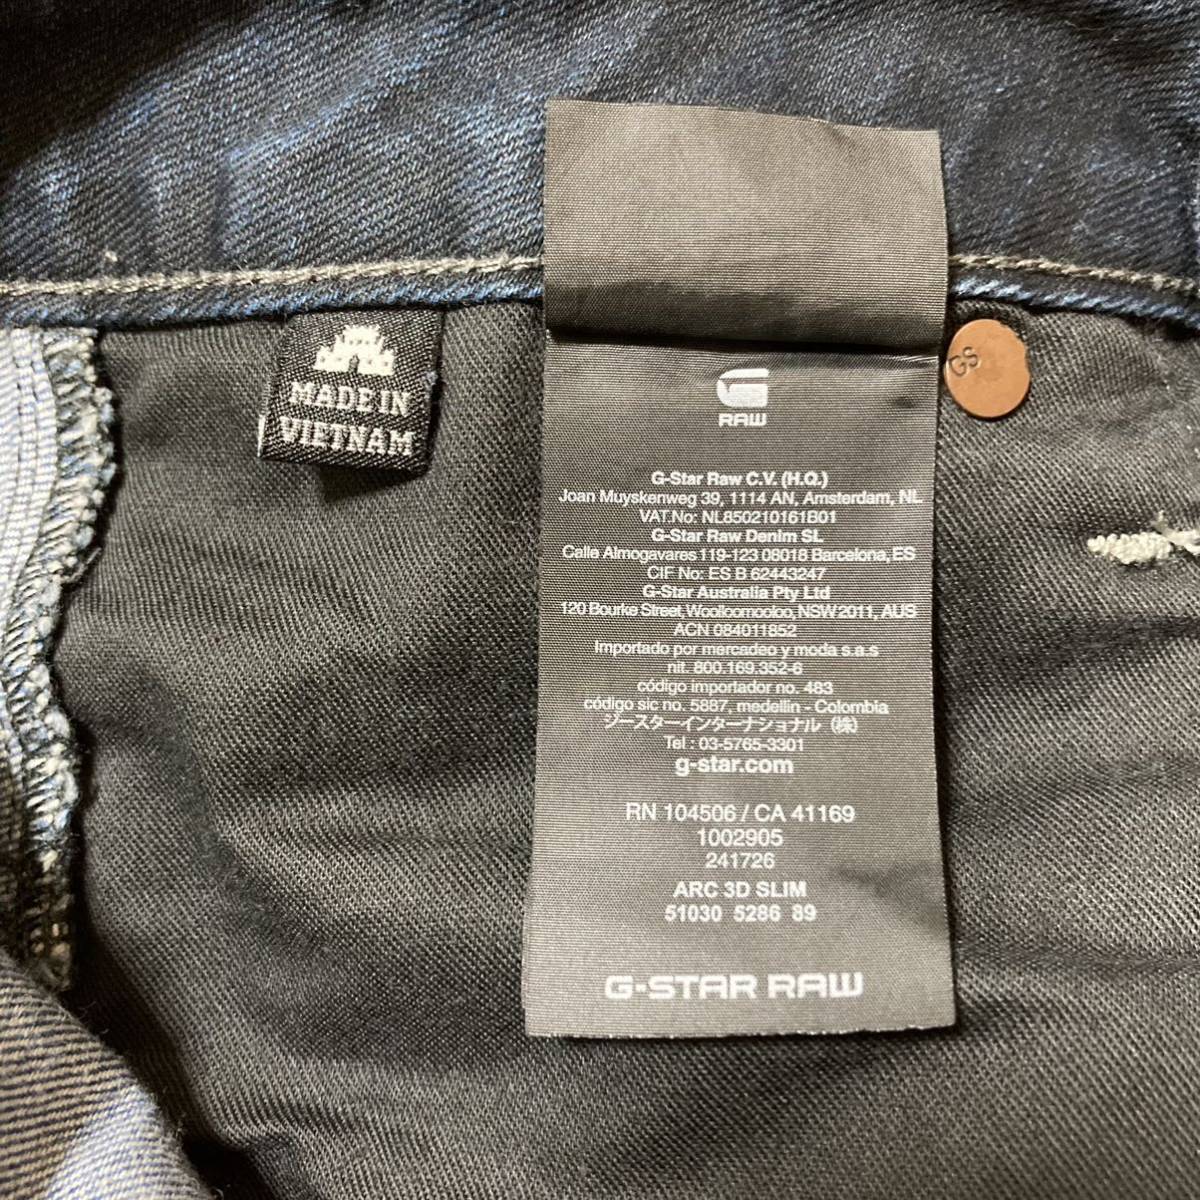 MADE IN
VIETNAM
GS
RAW
G-Star Raw C.V. (H.Q.)
Joan Muyskenweg 39, 1114 AN, Amsterdam, NL
VAT.No: NL850210161B01
G-Star Raw Denim SL
Calle Almogavares 119-123 08018 Barcelona, ES
CIF No: ES B 62443247
G-Star Australia Pty Ltd
120 Bourke Street, Woolloomooloo, NSW 2011, AUS
ACN 084011852
Importado por mercadeo y moda s.a.s
nit. 800.169.352-6
código importador no. 483
código sic no. 5887, medellin - Colombia
ジースターインターナショナル (株)
Tel : 03-5765-3301
g-star.com
RN 104506 / CA 41169
1002905
241726
ARC 3D SLIM
51030 5286 89
G-STAR RAW